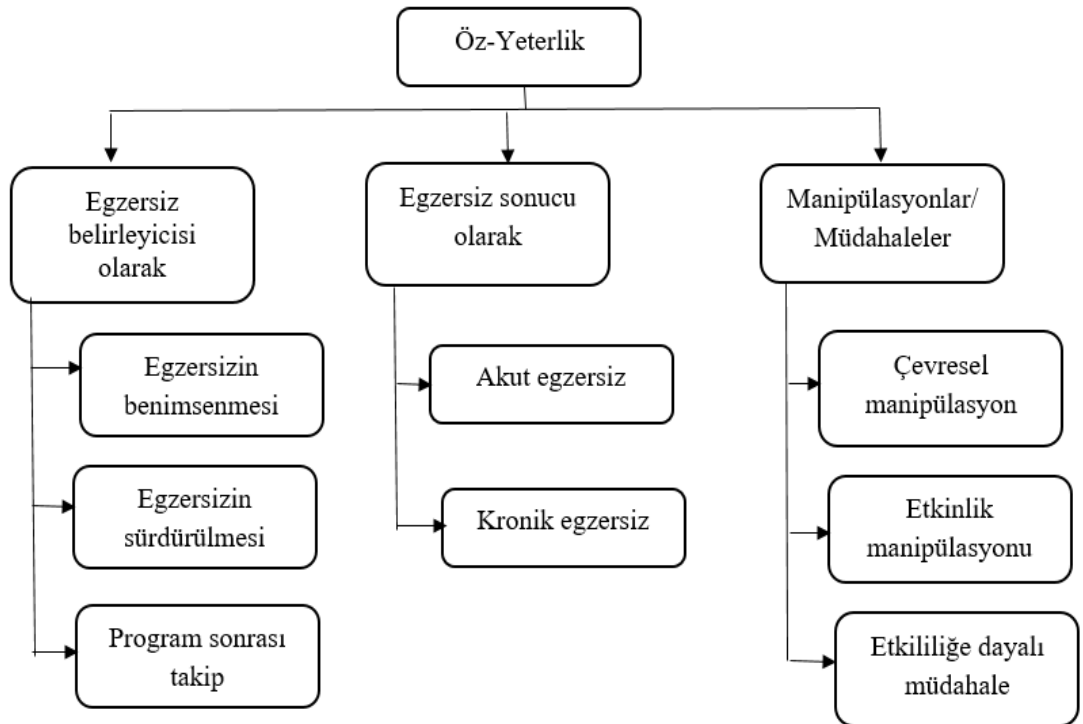 Öz-Yeterlik
Egzersiz
belirleyicisi
olarak
Egzersizin
benimsenmesi
Egzersizin
sürdürülmesi
Program sonrası
takip
Egzersiz sonucu
olarak
Akut egzersiz
Kronik egzersiz
Manipülasyonlar/
Müdahaleler
Çevresel
manipülasyon
Etkinlik
manipülasyonu
Etkililiğe dayalı
müdahale